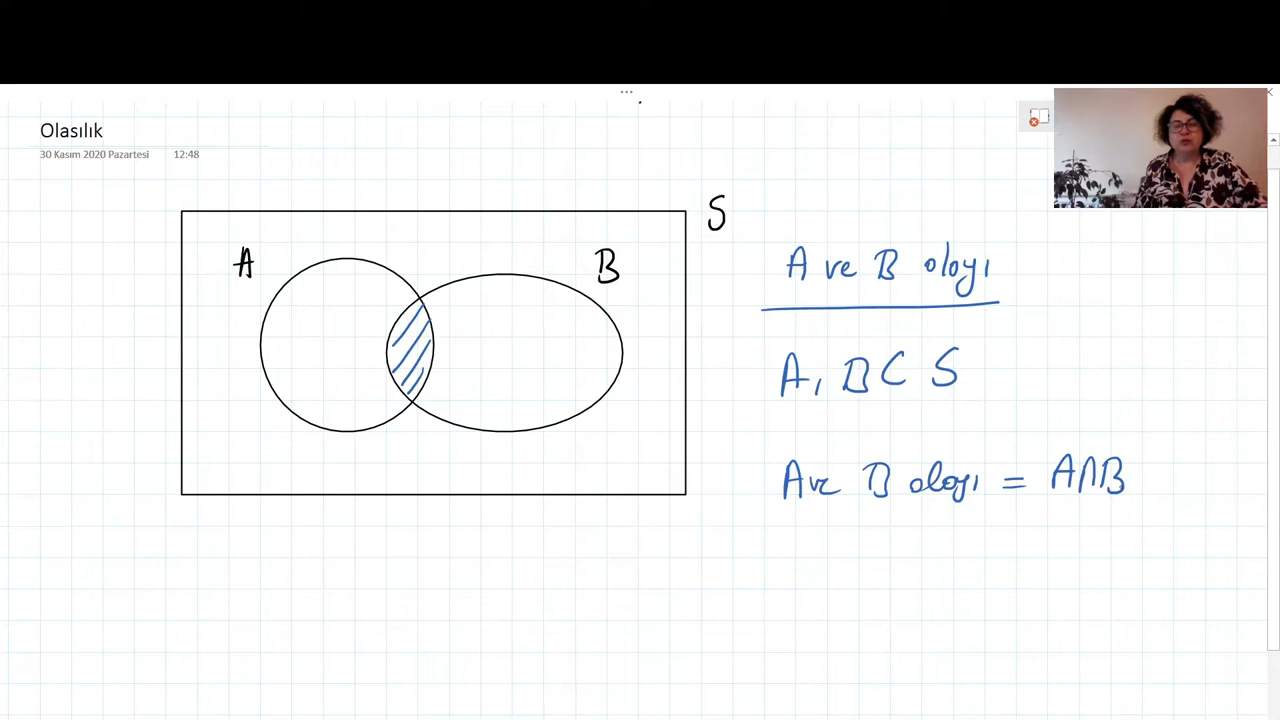 Olasılık
30 Kasım 2020 Pazartesi 12:48
S
A
B
A ve B olayı
A, B ⊂ S
A ve B olayı = A∩B